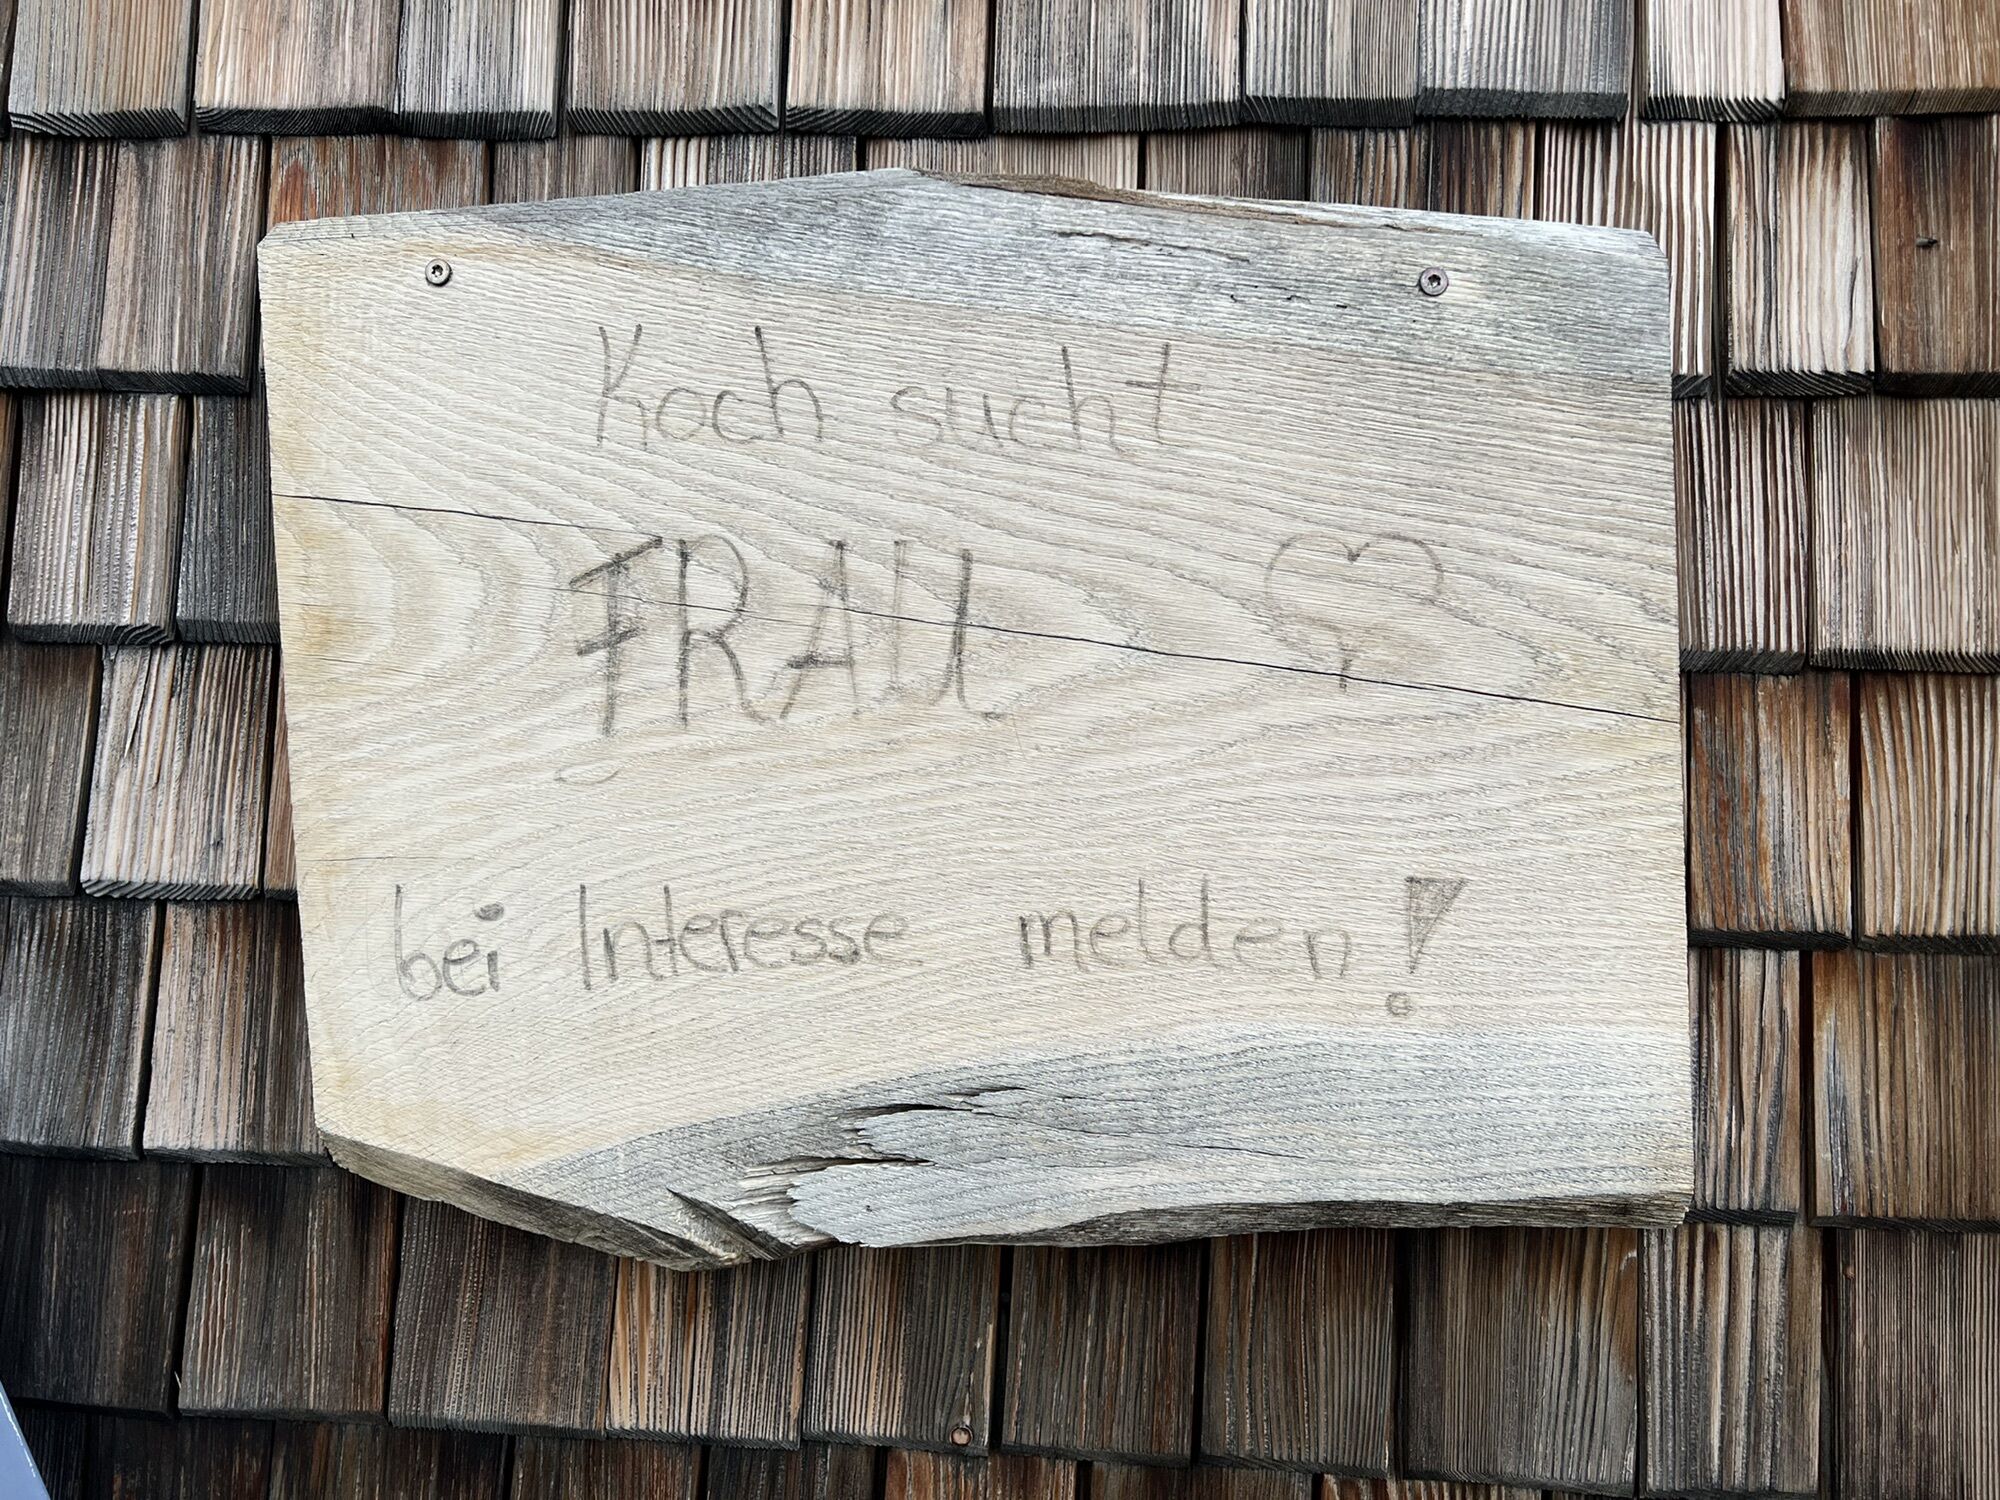 Koch sucht
FRAU
bei Interesse melden!